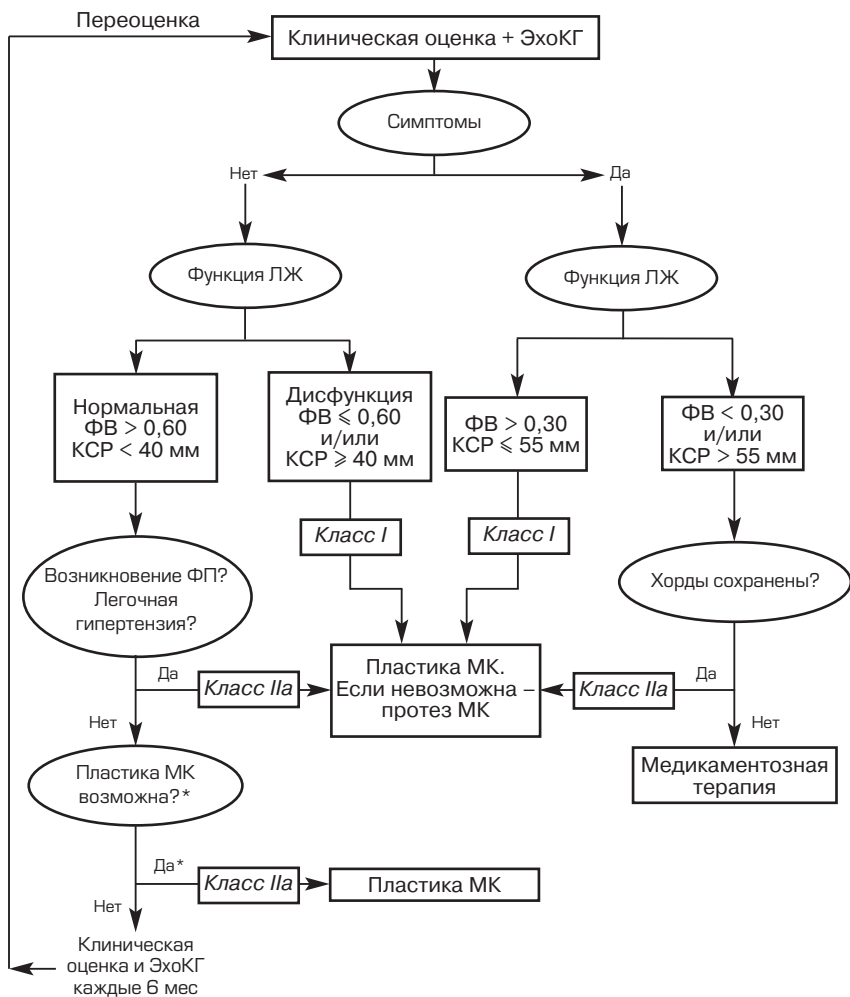 Переоценка
Клиническая оценка + ЭхоКГ
Симптомы
Нет
Да
Функция ЛЖ
Функция ЛЖ
Нормальная
ФВ > 0,60
КСР < 40 мм
Дисфункция
ФВ ⩽ 0,60
и/или
КСР ⩾ 40 мм
ФВ > 0,30
КСР ⩽ 55 мм
ФВ < 0,30
и/или
КСР > 55 мм
Класс I
Класс I
Возникновение ФП?
Легочная
гипертензия?
Хорды сохранены?
Да
Класс IIa
Пластика МК.
Если невозможна –
протез МК
Класс IIa
Да
Нет
Нет
Пластика МК
возможна?*
Медикаментозная
терапия
Да*
Класс IIa
Пластика МК
Нет
Клиническая
оценка и ЭхоКГ
каждые 6 мес